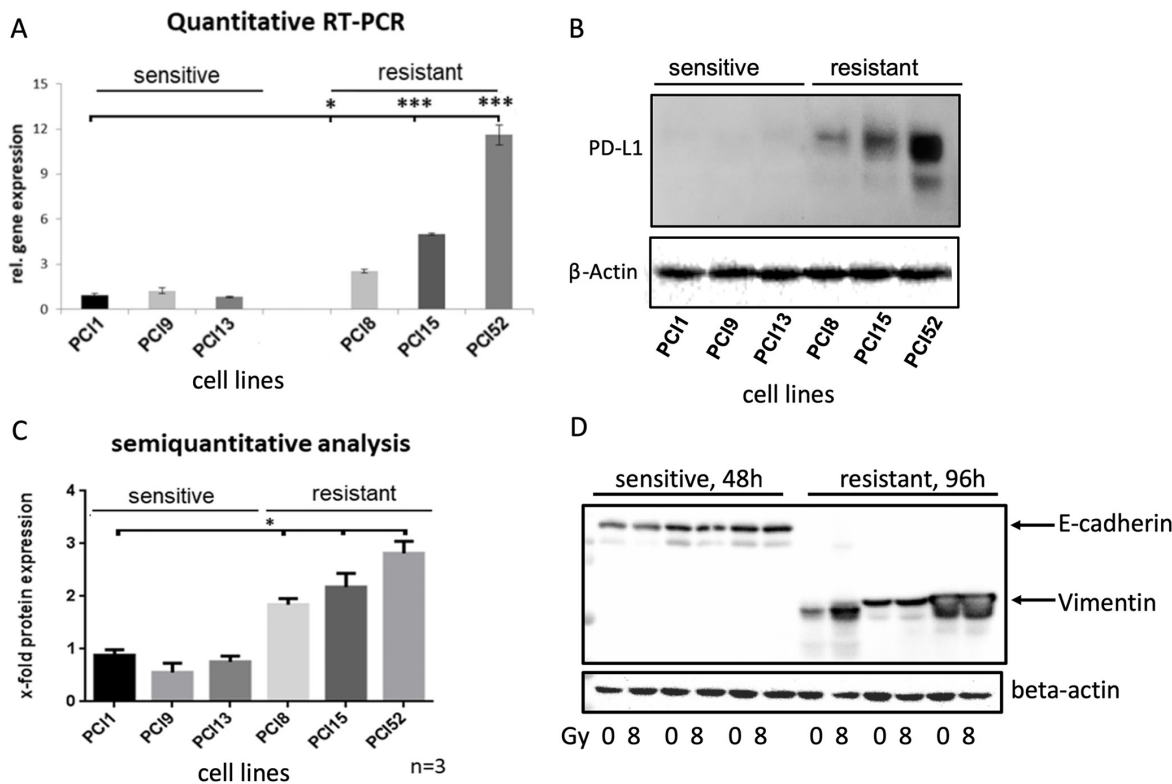 A
Quantitative RT-PCR
sensitive
resistant
* *** ***
rel. gene expression
15
12
9
6
3
0
PCI1 PCI9 PCI13 PCI8 PCI15 PCI52
cell lines
B
sensitive resistant
PD-L1
β-Actin
PCI1 PCI9 PCI13 PCI8 PCI15 PCI52
cell lines
C
semiquantitative analysis
sensitive resistant
*
x-fold protein expression
4
3
2
1
0
PCI1 PCI9 PCI13 PCI8 PCI15 PCI52
cell lines
n=3
D
sensitive, 48h resistant, 96h
E-cadherin
Vimentin
beta-actin
Gy 0 8 0 8 0 8 0 8 0 8 0 8